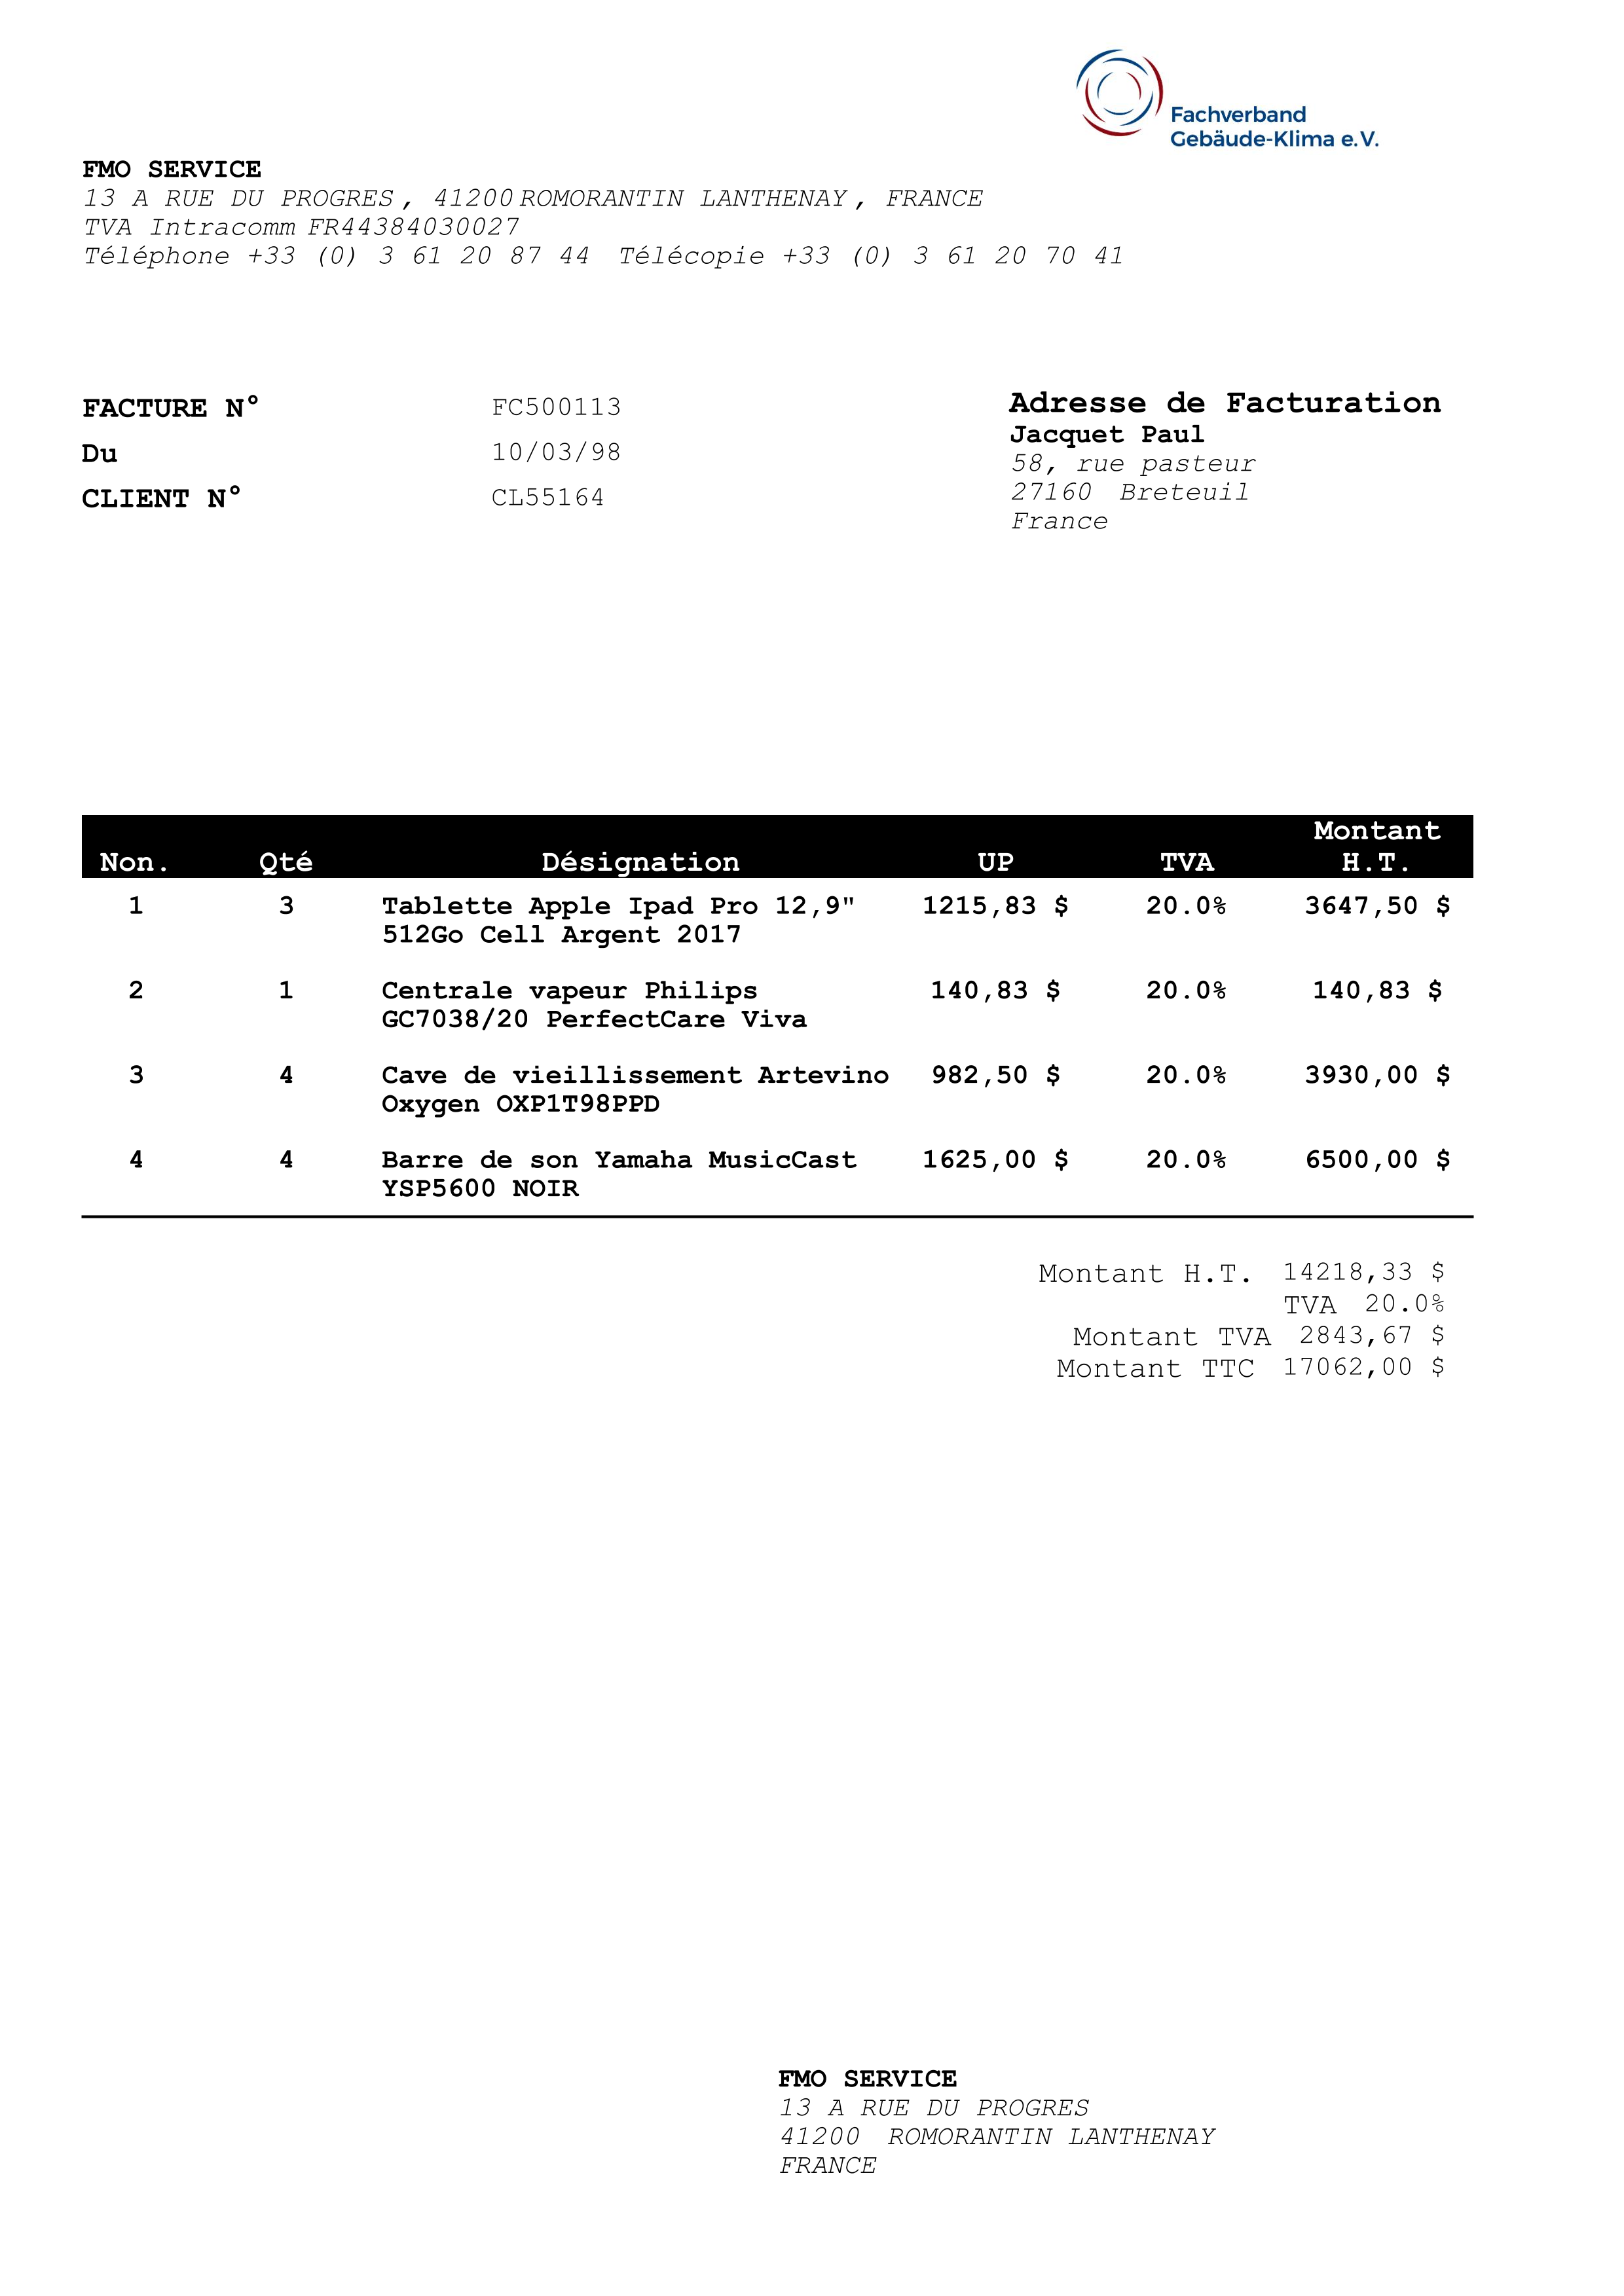 Fachverband
Gebäude-Klima e.V.
FMO SERVICE
13 A RUE DU PROGRES, 41200 ROMORANTIN LANTHENAY, FRANCE
TVA Intracomm FR44384030027
Téléphone +33 (0) 3 61 20 87 44 Télécopie +33 (0) 3 61 20 70 41
FACTURE N° FC500113
Du 10/03/98
CLIENT N° CL55164
Adresse de Facturation
Jacquet Paul
58, rue pasteur
27160 Breteuil
France
Non. Qté Désignation UP TVA Montant H.T.
1 3 Tablette Apple Ipad Pro 12,9" 1215,83 $ 20.0% 3647,50 $
512Go Cell Argent 2017
2 1 Centrale vapeur Philips 140,83 $ 20.0% 140,83 $
GC7038/20 PerfectCare Viva
3 4 Cave de vieillissement Artevino 982,50 $ 20.0% 3930,00 $
Oxygen OXP1T98PPD
4 4 Barre de son Yamaha MusicCast 1625,00 $ 20.0% 6500,00 $
YSP5600 NOIR
Montant H.T. 14218,33 $
TVA 20.0%
Montant TVA 2843,67 $
Montant TTC 17062,00 $
FMO SERVICE
13 A RUE DU PROGRES
41200 ROMORANTIN LANTHENAY
FRANCE